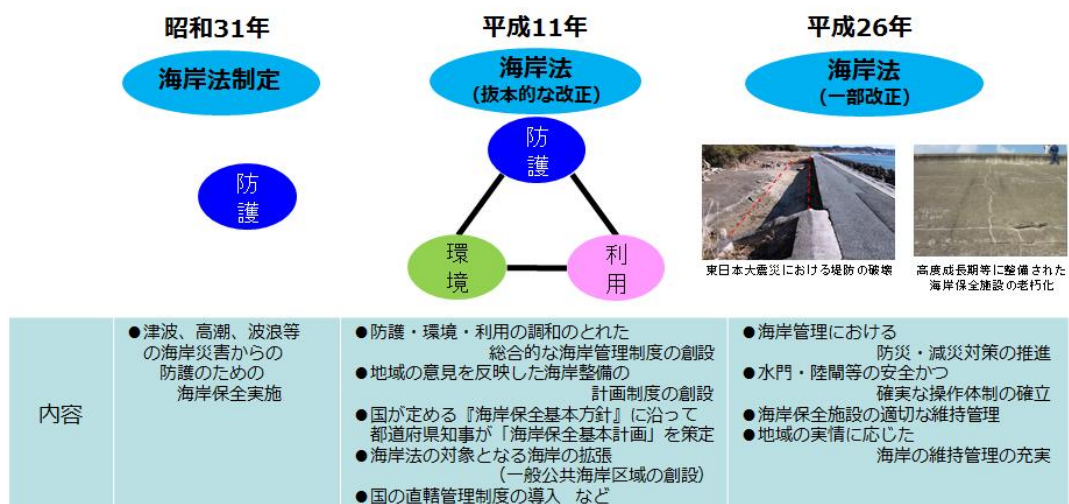 昭和31年
海岸法制定
防
護
平成11年
海岸法
(抜本的な改正)
防
護
環
境
利
用
平成26年
海岸法
(一部改正)
東日本大震災における堤防の破壊
高度成長期等に整備された
海岸保全施設の老朽化
内容
●津波、高潮、波浪等
の海岸災害からの
防護のための
海岸保全実施
●防護・環境・利用の調和のとれた
総合的な海岸管理制度の創設
●地域の意見を反映した海岸整備の
計画制度の創設
●国が定める『海岸保全基本方針』に沿って
都道府県知事が「海岸保全基本計画」を策定
●海岸法の対象となる海岸の拡張
(一般公共海岸区域の創設)
●国の直轄管理制度の導入 など
●海岸管理における
防災・減災対策の推進
●水門・陸閘等の安全かつ
確実な操作体制の確立
●海岸保全施設の適切な維持管理
●地域の実情に応じた
海岸の維持管理の充実